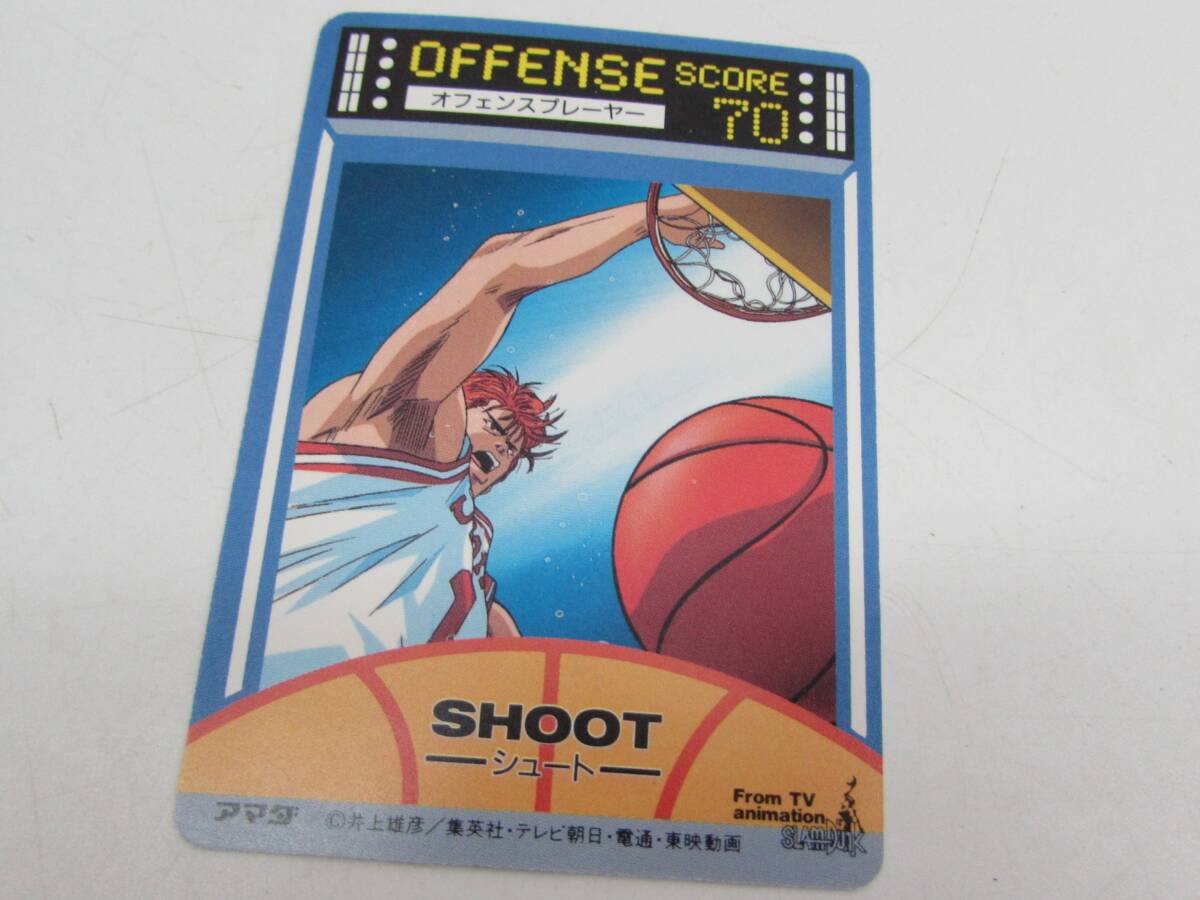 OFFENSE SCORE
オフェンスプレーヤー 70
SHOOT
シュート
From TV
animation
SLAM DUNK
アマダ ©井上雄彦／集英社・テレビ朝日・電通・東映動画